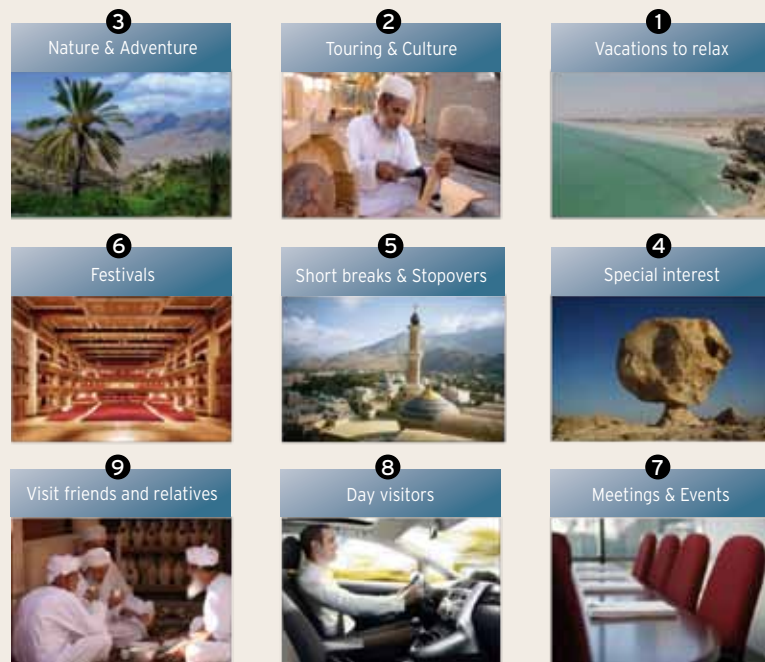 3
Nature & Adventure
2
Touring & Culture
1
Vacations to relax
6
Festivals
5
Short breaks & Stopovers
4
Special interest
9
Visit friends and relatives
8
Day visitors
7
Meetings & Events